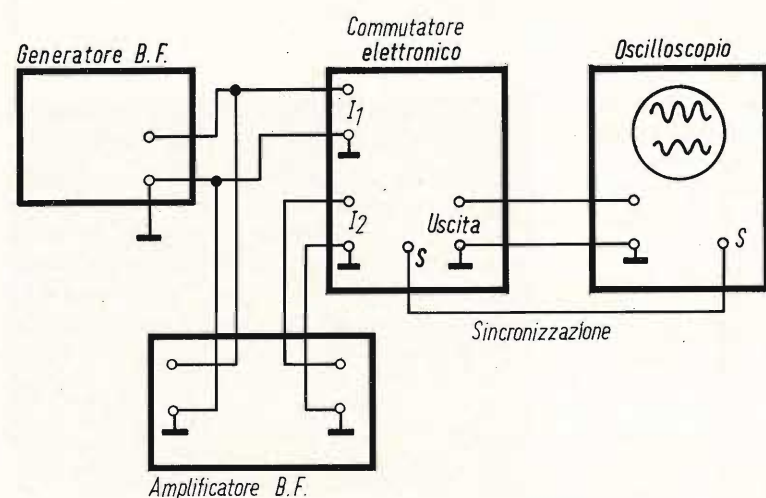 Generatore B.F.
Commutatore
elettronico
Oscilloscopio
I1
I2
Uscita
S
S
Sincronizzazione
Amplificatore B.F.